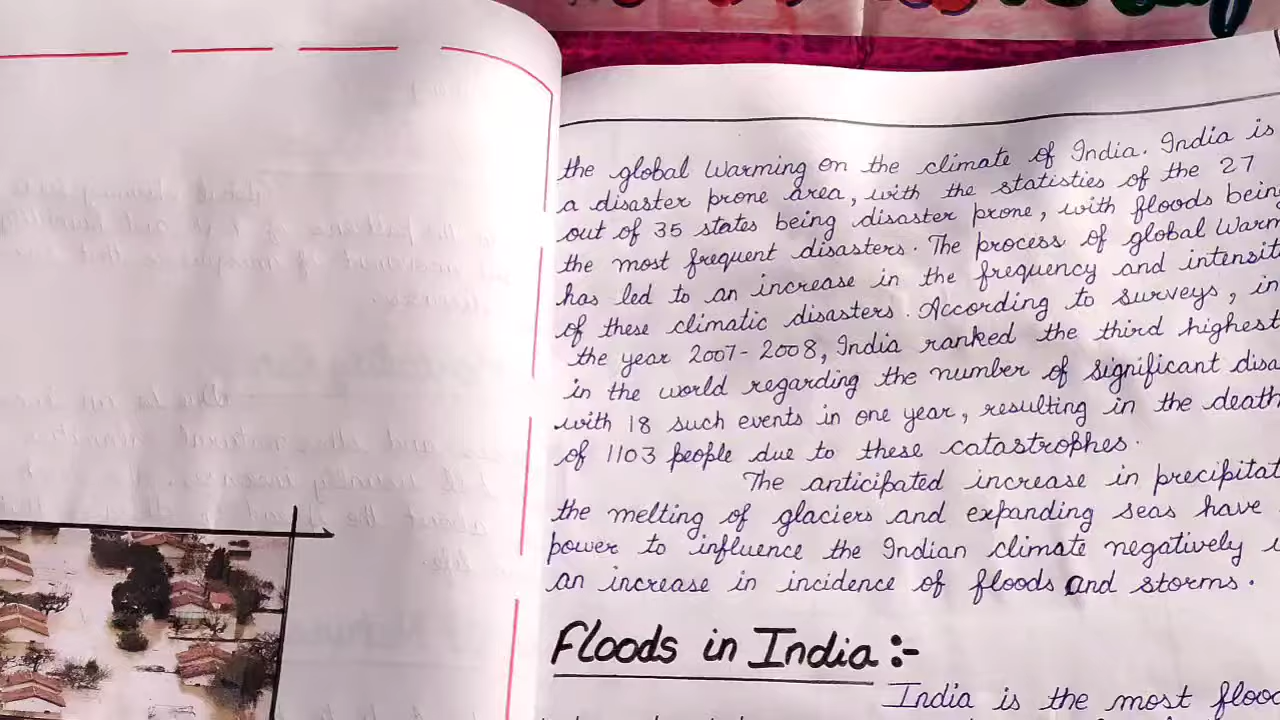 the global Warming on the climate of India. India is
a disaster prone area, with the statisties of the 27
out of 35 states being disaster prone, with floods bein
the most frequent disasters. The process of global Warm
has led to an increase in the frequency and intensit
of these climatic disasters. According to surveys, in
the year 2007-2008, India ranked the third highest
in the world regarding the number of significant disa
with 18 such events in one year, resulting in the death
of 1103 people due to these catastrophes.
The anticipated increase in precipitat
the melting of glaciers and expanding seas have
power to influence the Indian climate negatively
an increase in incidence of floods and storms.
Floods in India :-
India is the most flood